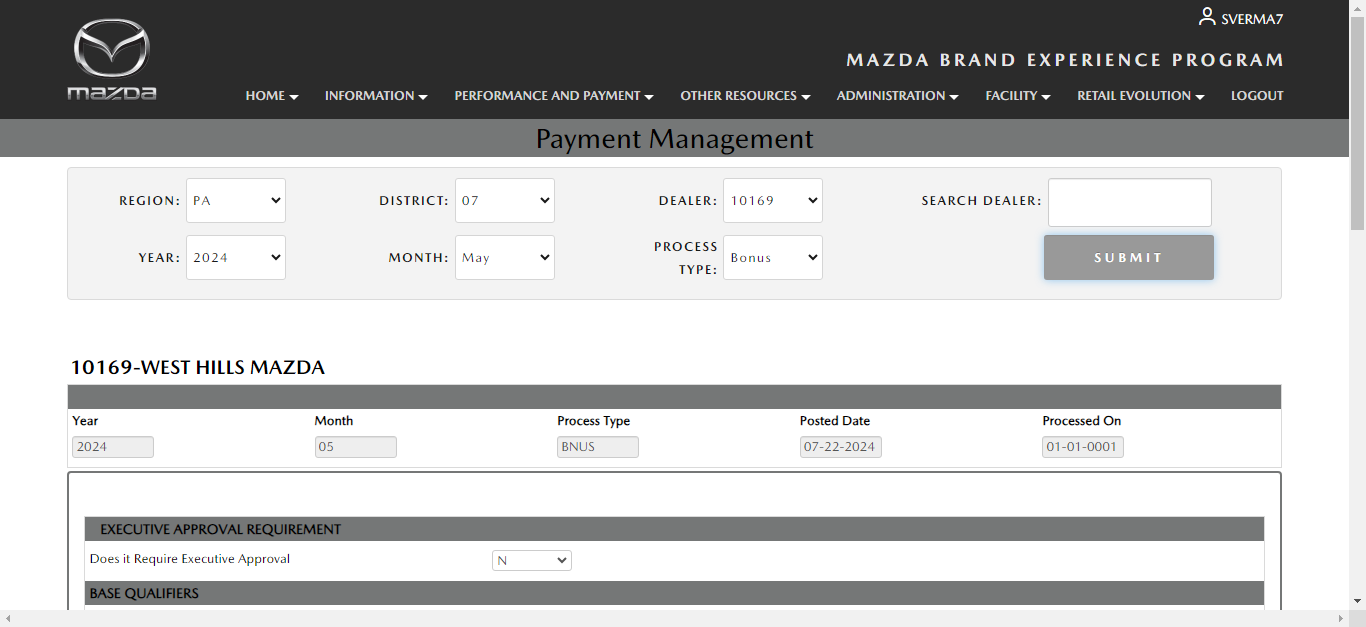 SVERMA7
MAZDA BRAND EXPERIENCE PROGRAM
mazda
HOME INFORMATION PERFORMANCE AND PAYMENT OTHER RESOURCES ADMINISTRATION FACILITY RETAIL EVOLUTION LOGOUT
Payment Management
REGION: PA DISTRICT: 07 DEALER: 10169 SEARCH DEALER:
YEAR: 2024 MONTH: May PROCESS TYPE: Bonus SUBMIT
10169-WEST HILLS MAZDA
Year Month Process Type Posted Date Processed On
2024 05 BNUS 07-22-2024 01-01-0001
EXECUTIVE APPROVAL REQUIREMENT
Does it Require Executive Approval N
BASE QUALIFIERS